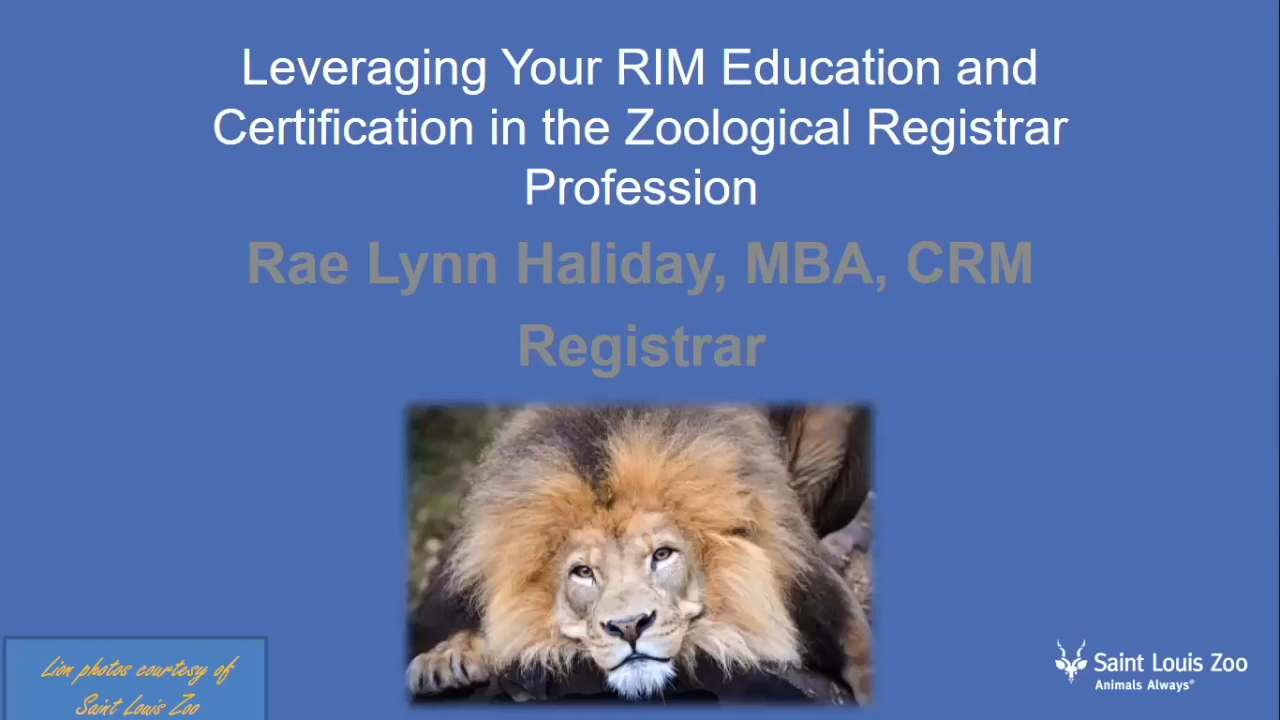 Leveraging Your RIM Education and
Certification in the Zoological Registrar
Profession
Rae Lynn Haliday, MBA, CRM
Registrar
Lion photos courtesy of
Saint Louis Zoo
Saint Louis Zoo
Animals Always®